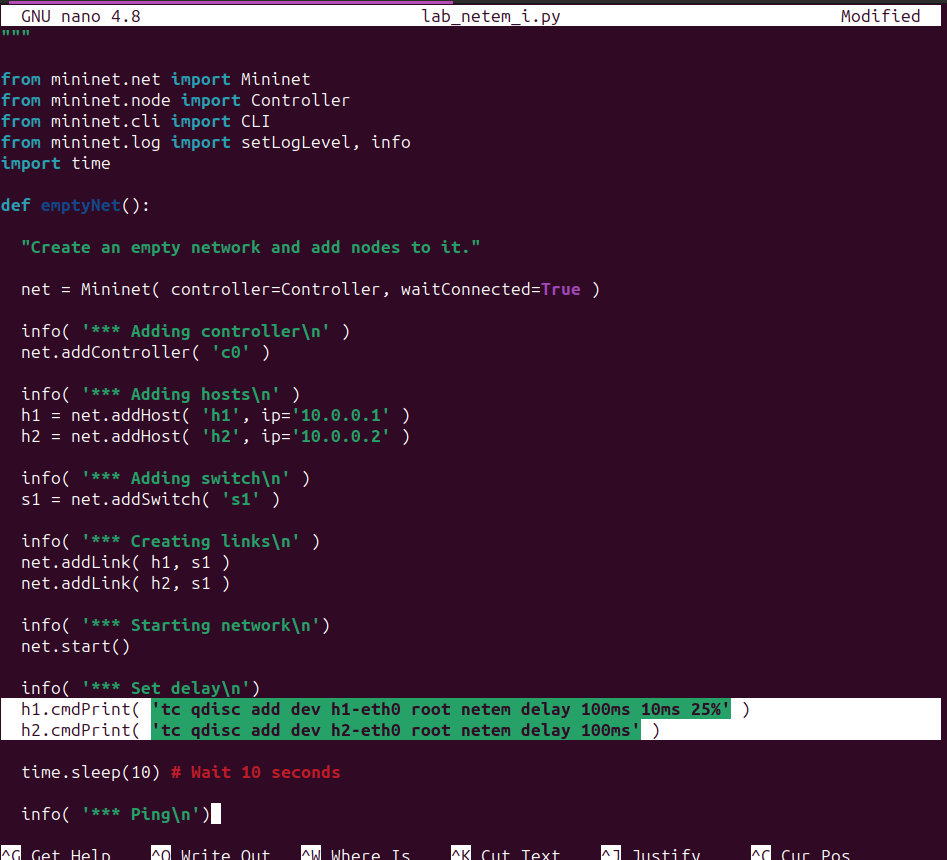 GNU nano 4.8 lab_netem_i.py Modified
"""
from mininet.net import Mininet
from mininet.node import Controller
from mininet.cli import CLI
from mininet.log import setLogLevel, info
import time
def emptyNet():
"Create an empty network and add nodes to it."
net = Mininet( controller=Controller, waitConnected=True )
info( '*** Adding controller\n' )
net.addController( 'c0' )
info( '*** Adding hosts\n' )
h1 = net.addHost( 'h1', ip='10.0.0.1' )
h2 = net.addHost( 'h2', ip='10.0.0.2' )
info( '*** Adding switch\n' )
s1 = net.addSwitch( 's1' )
info( '*** Creating links\n' )
net.addLink( h1, s1 )
net.addLink( h2, s1 )
info( '*** Starting network\n')
net.start()
info( '*** Set delay\n')
h1.cmdPrint( 'tc qdisc add dev h1-eth0 root netem delay 100ms 10ms 25%' )
h2.cmdPrint( 'tc qdisc add dev h2-eth0 root netem delay 100ms' )
time.sleep(10) # Wait 10 seconds
info( '*** Ping\n')
^G Get Help ^O Write Out ^W Where Is ^K Cut Text ^J Justify ^C Cur Pos